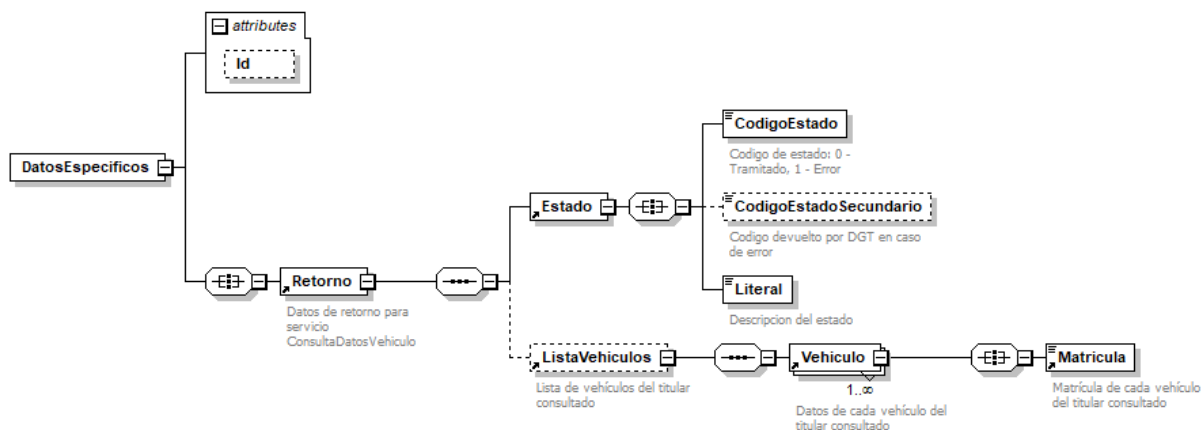 attributes
Id
DatosEspecificos
Retorno
Datos de retorno para
servicio
ConsultaDatosVehiculo
Estado
CodigoEstado
Codigo de estado: 0 -
Tramitado, 1 - Error
CodigoEstadoSecundario
Codigo devuelto por DGT en caso
de error
Literal
Descripcion del estado
ListaVehiculos
Lista de vehículos del titular
consultado
Vehiculo
1..∞
Datos de cada vehículo del
titular consultado
Matricula
Matrícula de cada vehículo
del titular consultado